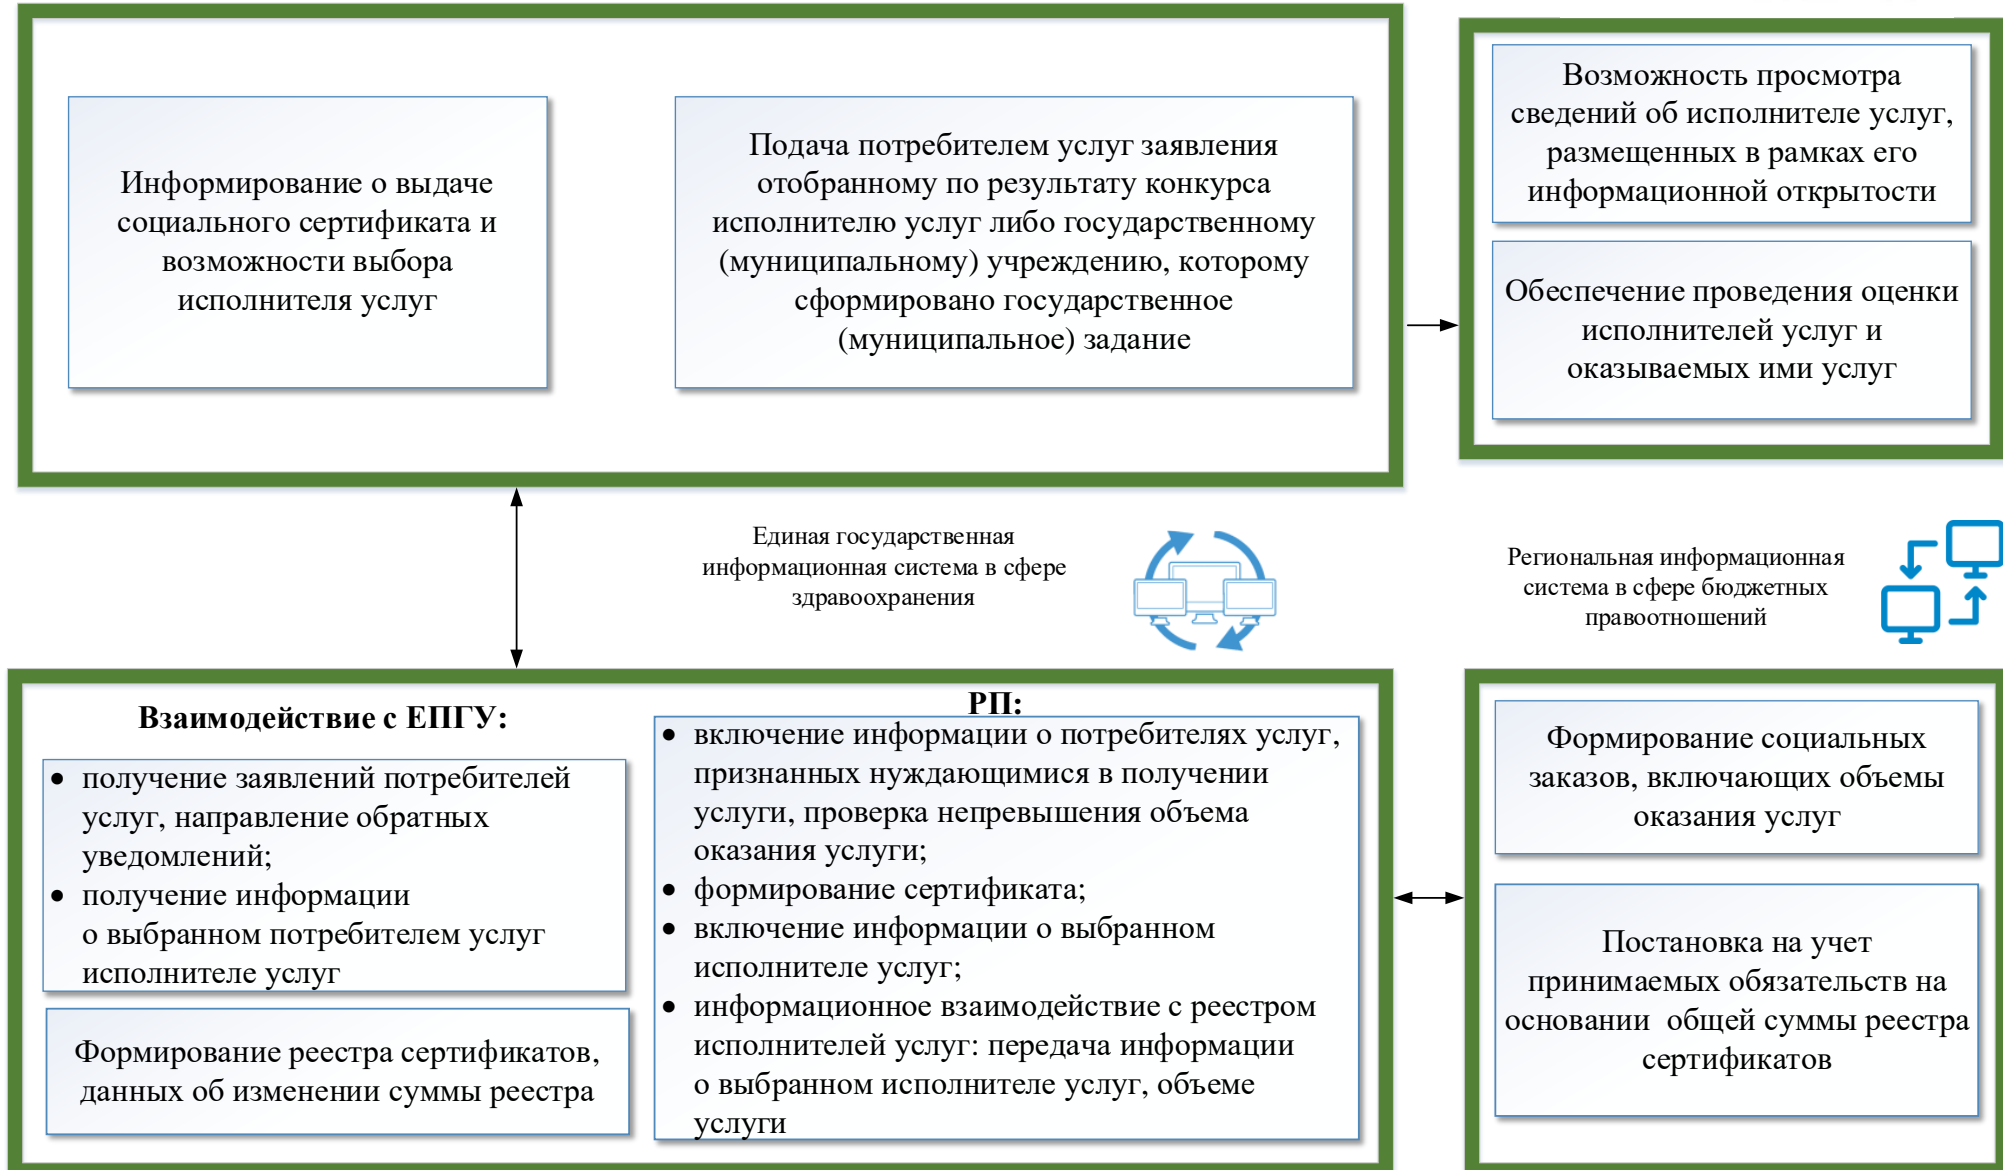 Информирование о выдаче
социального сертификата и
возможности выбора
исполнителя услуг
Подача потребителем услуг заявления
отобранному по результату конкурса
исполнителю услуг либо государственному
(муниципальному) учреждению, которому
сформировано государственное
(муниципальное) задание
Возможность просмотра
сведений об исполнителе услуг,
размещенных в рамках его
информационной открытости
Обеспечение проведения оценки
исполнителей услуг и
оказываемых ими услуг
Единая государственная
информационная система в сфере
здравоохранения
Региональная информационная
система в сфере бюджетных
правоотношений
Взаимодействие с ЕПГУ:
• получение заявлений потребителей
услуг, направление обратных
уведомлений;
• получение информации
о выбранном потребителем услуг
исполнителе услуг
Формирование реестра сертификатов,
данных об изменении суммы реестра
РП:
• включение информации о потребителях услуг,
признанных нуждающимися в получении
услуги, проверка непревышения объема
оказания услуги;
• формирование сертификата;
• включение информации о выбранном
исполнителе услуг;
• информационное взаимодействие с реестром
исполнителей услуг: передача информации
о выбранном исполнителе услуг, объеме
услуги
Формирование социальных
заказов, включающих объемы
оказания услуг
Постановка на учет
принимаемых обязательств на
основании общей суммы реестра
сертификатов